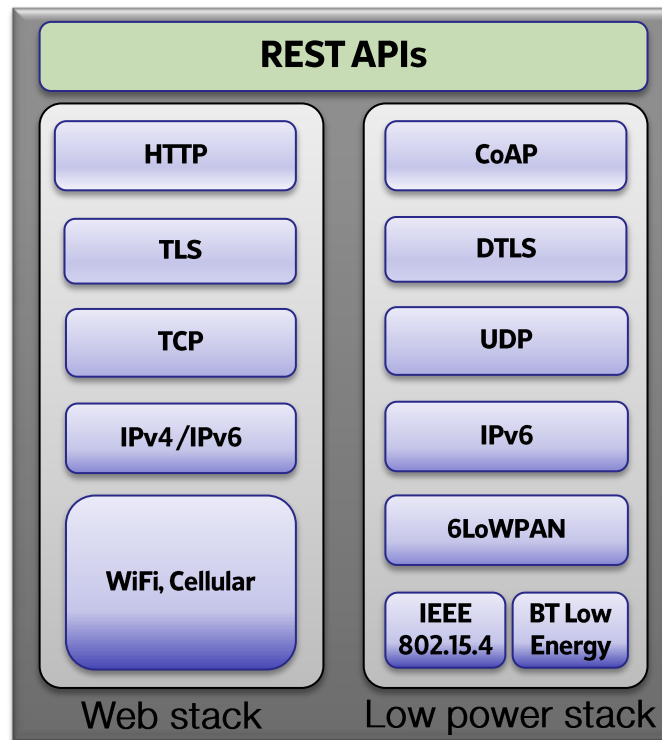 REST APIs
HTTP
TLS
TCP
IPv4/IPv6
WiFi, Cellular
Web stack
CoAP
DTLS
UDP
IPv6
6LoWPAN
IEEE
802.15.4
BT Low
Energy
Low power stack